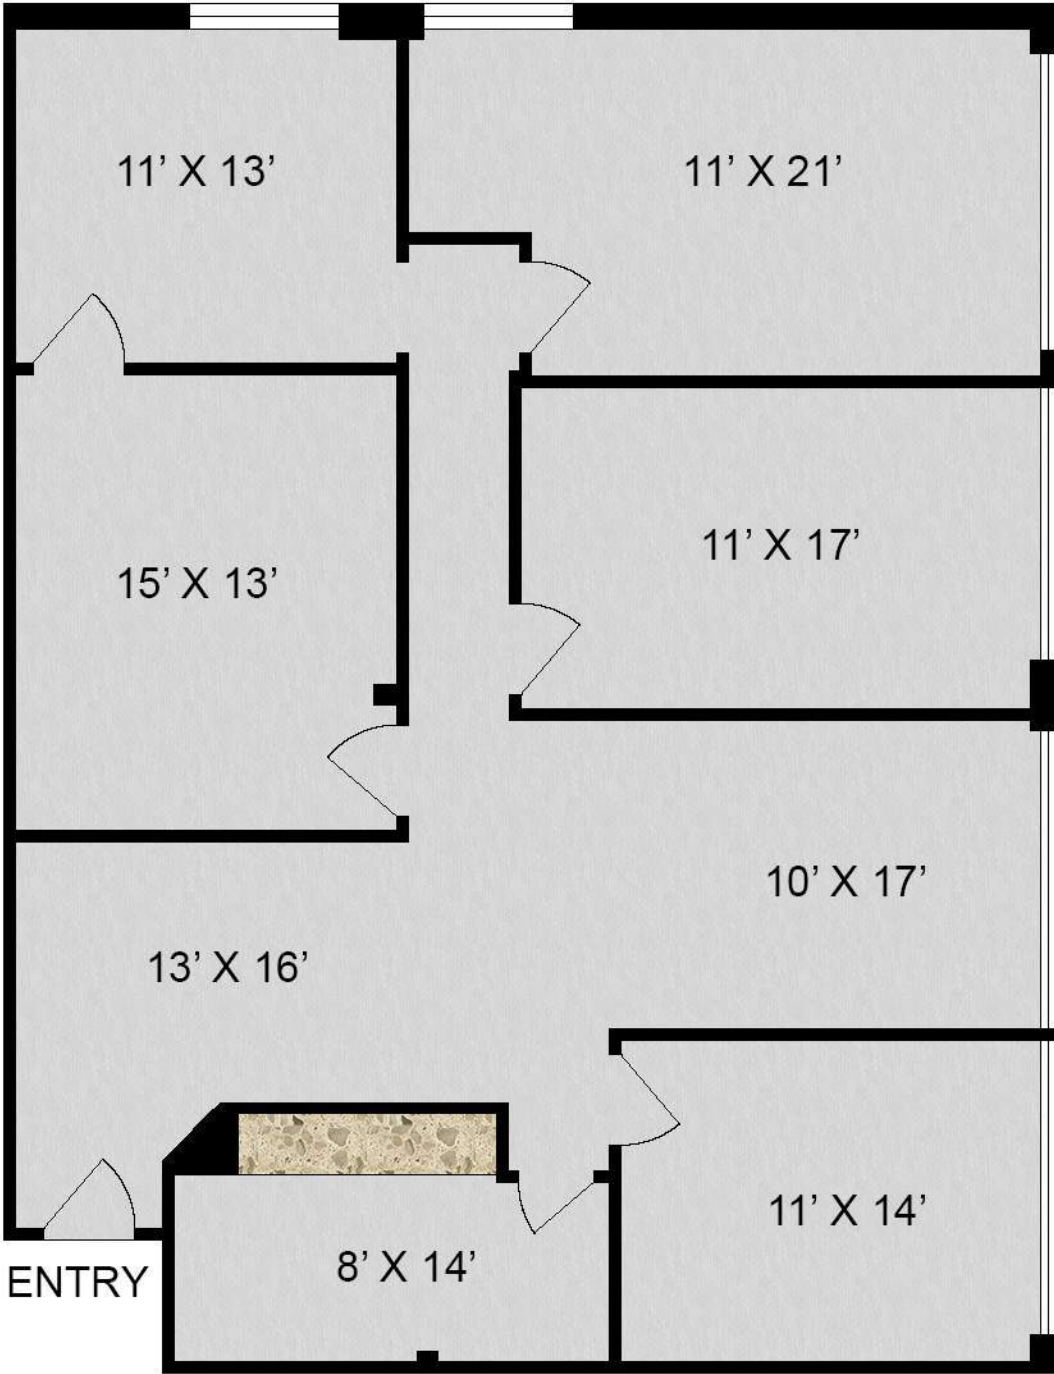 11’ X 13’
11’ X 21’
11’ X 17’
15’ X 13’
10’ X 17’
13’ X 16’
11’ X 14’
8’ X 14’
ENTRY